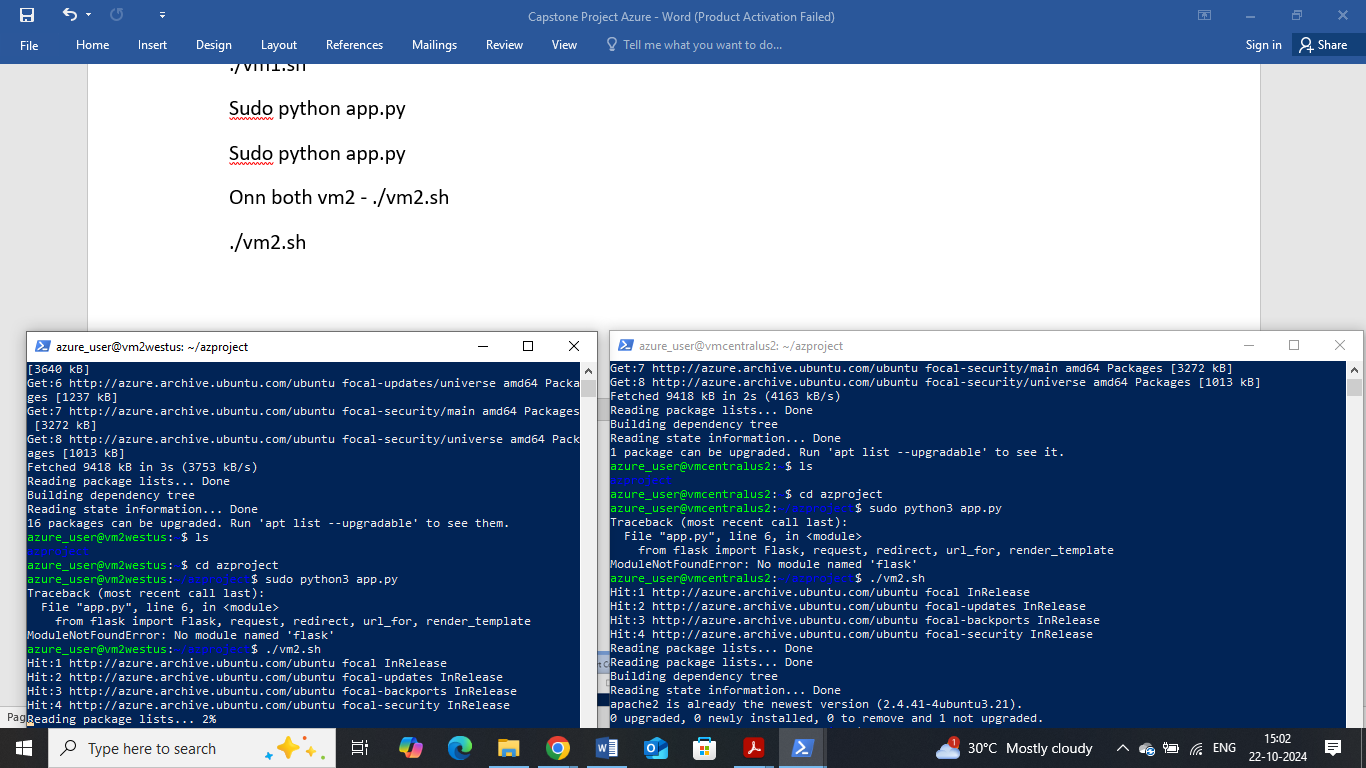 Capstone Project Azure - Word (Product Activation Failed)
File Home Insert Design Layout References Mailings Review View Tell me what you want to do... Sign in Share
./vm1.sh
Sudo python app.py
Sudo python app.py
Onn both vm2 - ./vm2.sh
./vm2.sh
azure_user@vm2westus: ~/azproject
[3640 kB]
Get:6 http://azure.archive.ubuntu.com/ubuntu focal-updates/universe amd64 Packa
ges [1237 kB]
Get:7 http://azure.archive.ubuntu.com/ubuntu focal-security/main amd64 Packages
[3272 kB]
Get:8 http://azure.archive.ubuntu.com/ubuntu focal-security/universe amd64 Pack
ages [1013 kB]
Fetched 9418 kB in 3s (3753 kB/s)
Reading package lists... Done
Building dependency tree
Reading state information... Done
16 packages can be upgraded. Run 'apt list --upgradable' to see them.
azure_user@vm2westus:~$ ls
azproject
azure_user@vm2westus:~$ cd azproject
azure_user@vm2westus:~/azproject$ sudo python3 app.py
Traceback (most recent call last):
File "app.py", line 6, in <module>
from flask import Flask, request, redirect, url_for, render_template
ModuleNotFoundError: No module named 'flask'
azure_user@vm2westus:~/azproject$ ./vm2.sh
Hit:1 http://azure.archive.ubuntu.com/ubuntu focal InRelease
Hit:2 http://azure.archive.ubuntu.com/ubuntu focal-updates InRelease
Hit:3 http://azure.archive.ubuntu.com/ubuntu focal-backports InRelease
Hit:4 http://azure.archive.ubuntu.com/ubuntu focal-security InRelease
Reading package lists... 2%
azure_user@vmcentralus2: ~/azproject
Get:7 http://azure.archive.ubuntu.com/ubuntu focal-security/main amd64 Packages [3272 kB]
Get:8 http://azure.archive.ubuntu.com/ubuntu focal-security/universe amd64 Packages [1013 kB]
Fetched 9418 kB in 2s (4163 kB/s)
Reading package lists... Done
Building dependency tree
Reading state information... Done
1 package can be upgraded. Run 'apt list --upgradable' to see it.
azure_user@vmcentralus2:~$ ls
azproject
azure_user@vmcentralus2:~$ cd azproject
azure_user@vmcentralus2:~/azproject$ sudo python3 app.py
Traceback (most recent call last):
File "app.py", line 6, in <module>
from flask import Flask, request, redirect, url_for, render_template
ModuleNotFoundError: No module named 'flask'
azure_user@vmcentralus2:~/azproject$ ./vm2.sh
Hit:1 http://azure.archive.ubuntu.com/ubuntu focal InRelease
Hit:2 http://azure.archive.ubuntu.com/ubuntu focal-updates InRelease
Hit:3 http://azure.archive.ubuntu.com/ubuntu focal-backports InRelease
Hit:4 http://azure.archive.ubuntu.com/ubuntu focal-security InRelease
Reading package lists... Done
Reading package lists... Done
Building dependency tree
Reading state information... Done
apache2 is already the newest version (2.4.41-4ubuntu3.21).
0 upgraded, 0 newly installed, 0 to remove and 1 not upgraded.
Pag
Type here to search
1
30°C Mostly cloudy
ENG
15:02
22-10-2024